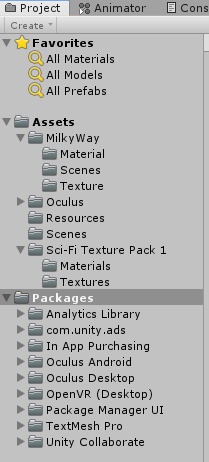 Project Animator Cons
Create
Favorites
All Materials
All Models
All Prefabs
Assets
MilkyWay
Material
Scenes
Texture
Oculus
Resources
Scenes
Sci-Fi Texture Pack 1
Materials
Textures
Packages
Analytics Library
com.unity.ads
In App Purchasing
Oculus Android
Oculus Desktop
OpenVR (Desktop)
Package Manager UI
TextMesh Pro
Unity Collaborate